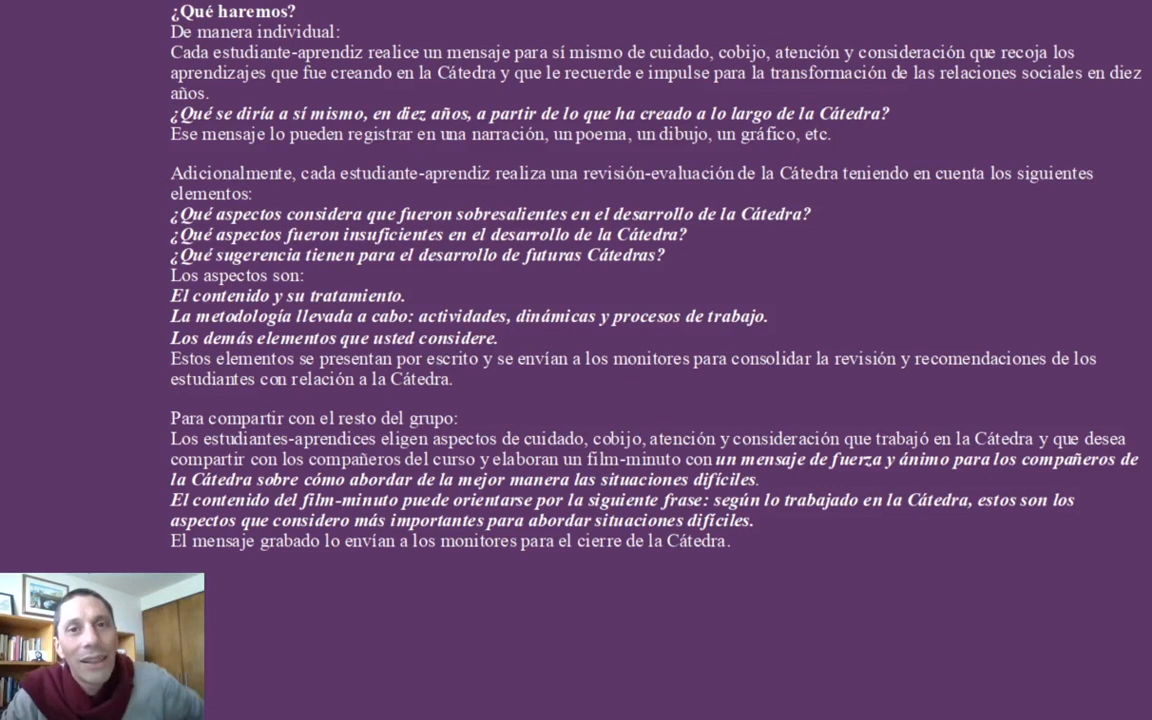 ¿Qué haremos?
De manera individual:
Cada estudiante-aprendiz realice un mensaje para sí mismo de cuidado, cobijo, atención y consideración que recoja los
aprendizajes que fue creando en la Cátedra y que le recuerde e impulse para la transformación de las relaciones sociales en diez
años.
¿Qué se diría a sí mismo, en diez años, a partir de lo que ha creado a lo largo de la Cátedra?
Ese mensaje lo pueden registrar en una narración, un poema, un dibujo, un gráfico, etc.
Adicionalmente, cada estudiante-aprendiz realiza una revisión-evaluación de la Cátedra teniendo en cuenta los siguientes
elementos:
¿Qué aspectos considera que fueron sobresalientes en el desarrollo de la Cátedra?
¿Qué aspectos fueron insuficientes en el desarrollo de la Cátedra?
¿Qué sugerencia tienen para el desarrollo de futuras Cátedras?
Los aspectos son:
El contenido y su tratamiento.
La metodología llevada a cabo: actividades, dinámicas y procesos de trabajo.
Los demás elementos que usted considere.
Estos elementos se presentan por escrito y se envían a los monitores para consolidar la revisión y recomendaciones de los
estudiantes con relación a la Cátedra.
Para compartir con el resto del grupo:
Los estudiantes-aprendices eligen aspectos de cuidado, cobijo, atención y consideración que trabajó en la Cátedra y que desea
compartir con los compañeros del curso y elaboran un film-minuto con un mensaje de fuerza y ánimo para los compañeros de
la Cátedra sobre cómo abordar de la mejor manera las situaciones difíciles.
El contenido del film-minuto puede orientarse por la siguiente frase: según lo trabajado en la Cátedra, estos son los
aspectos que considero más importantes para abordar situaciones difíciles.
El mensaje grabado lo envían a los monitores para el cierre de la Cátedra.